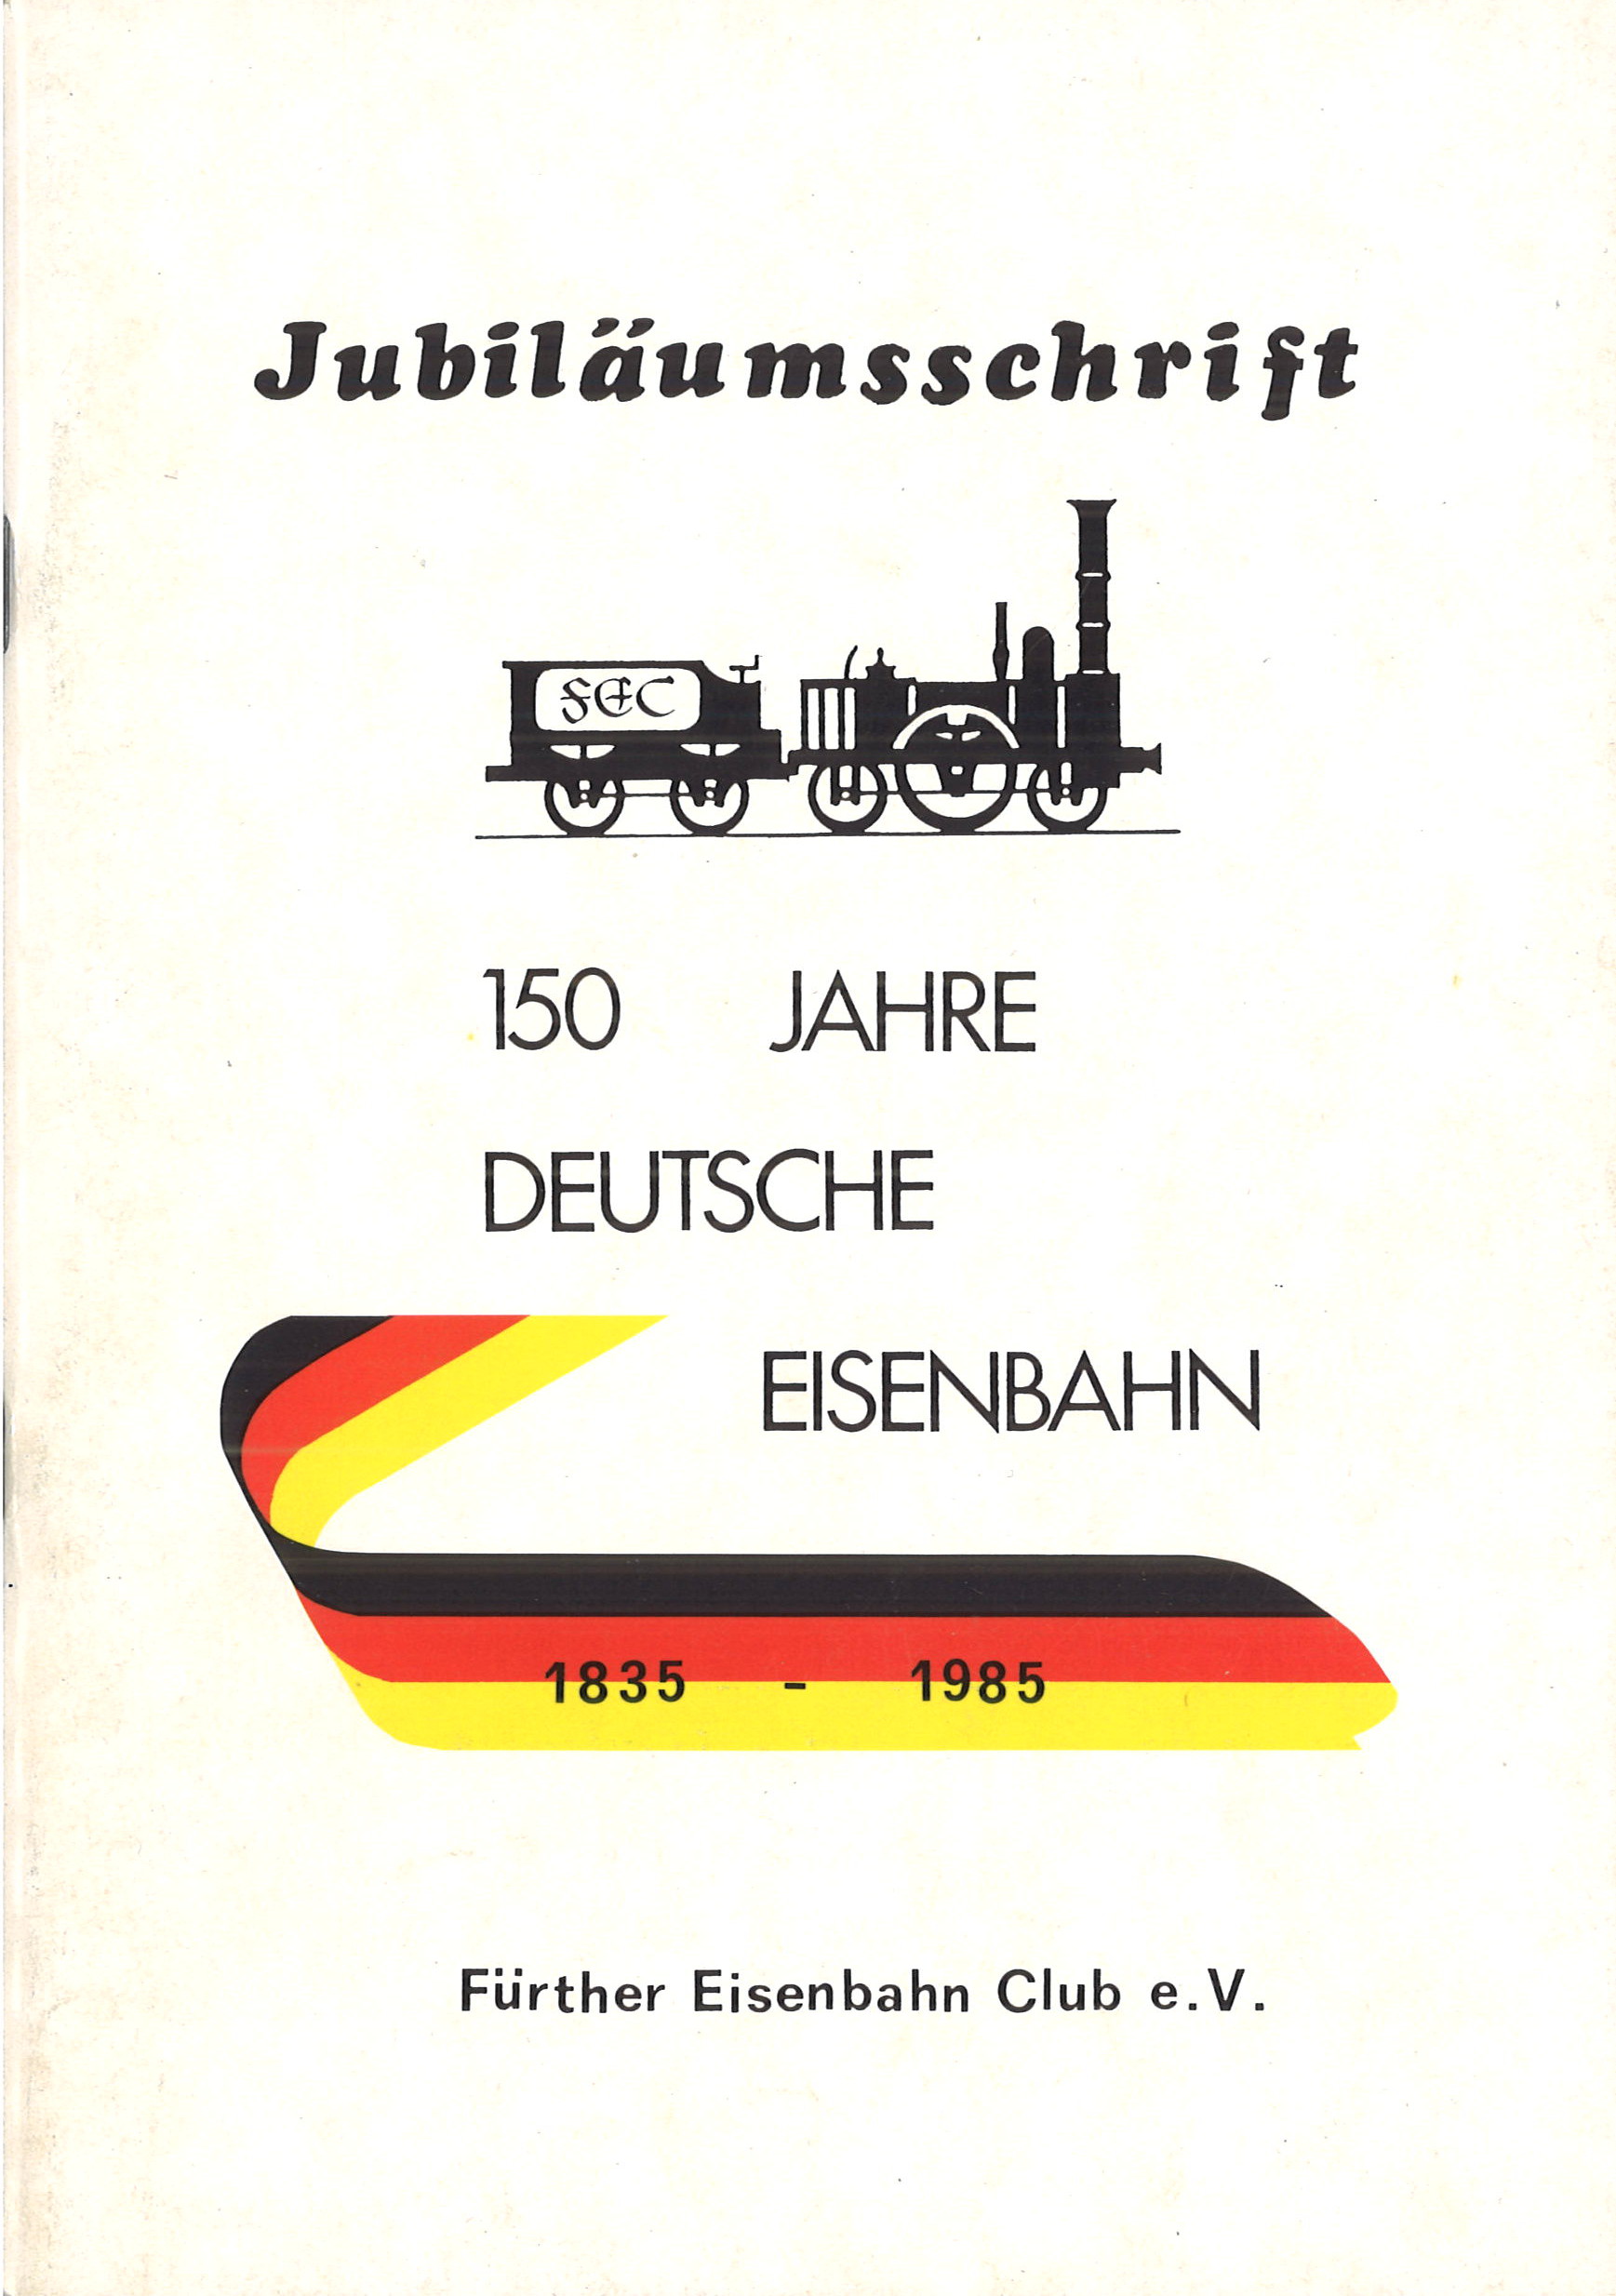 Jubiläumsschrift
FEC
150 JAHRE
DEUTSCHE
EISENBAHN
1835 - 1985
Fürther Eisenbahn Club e.V.